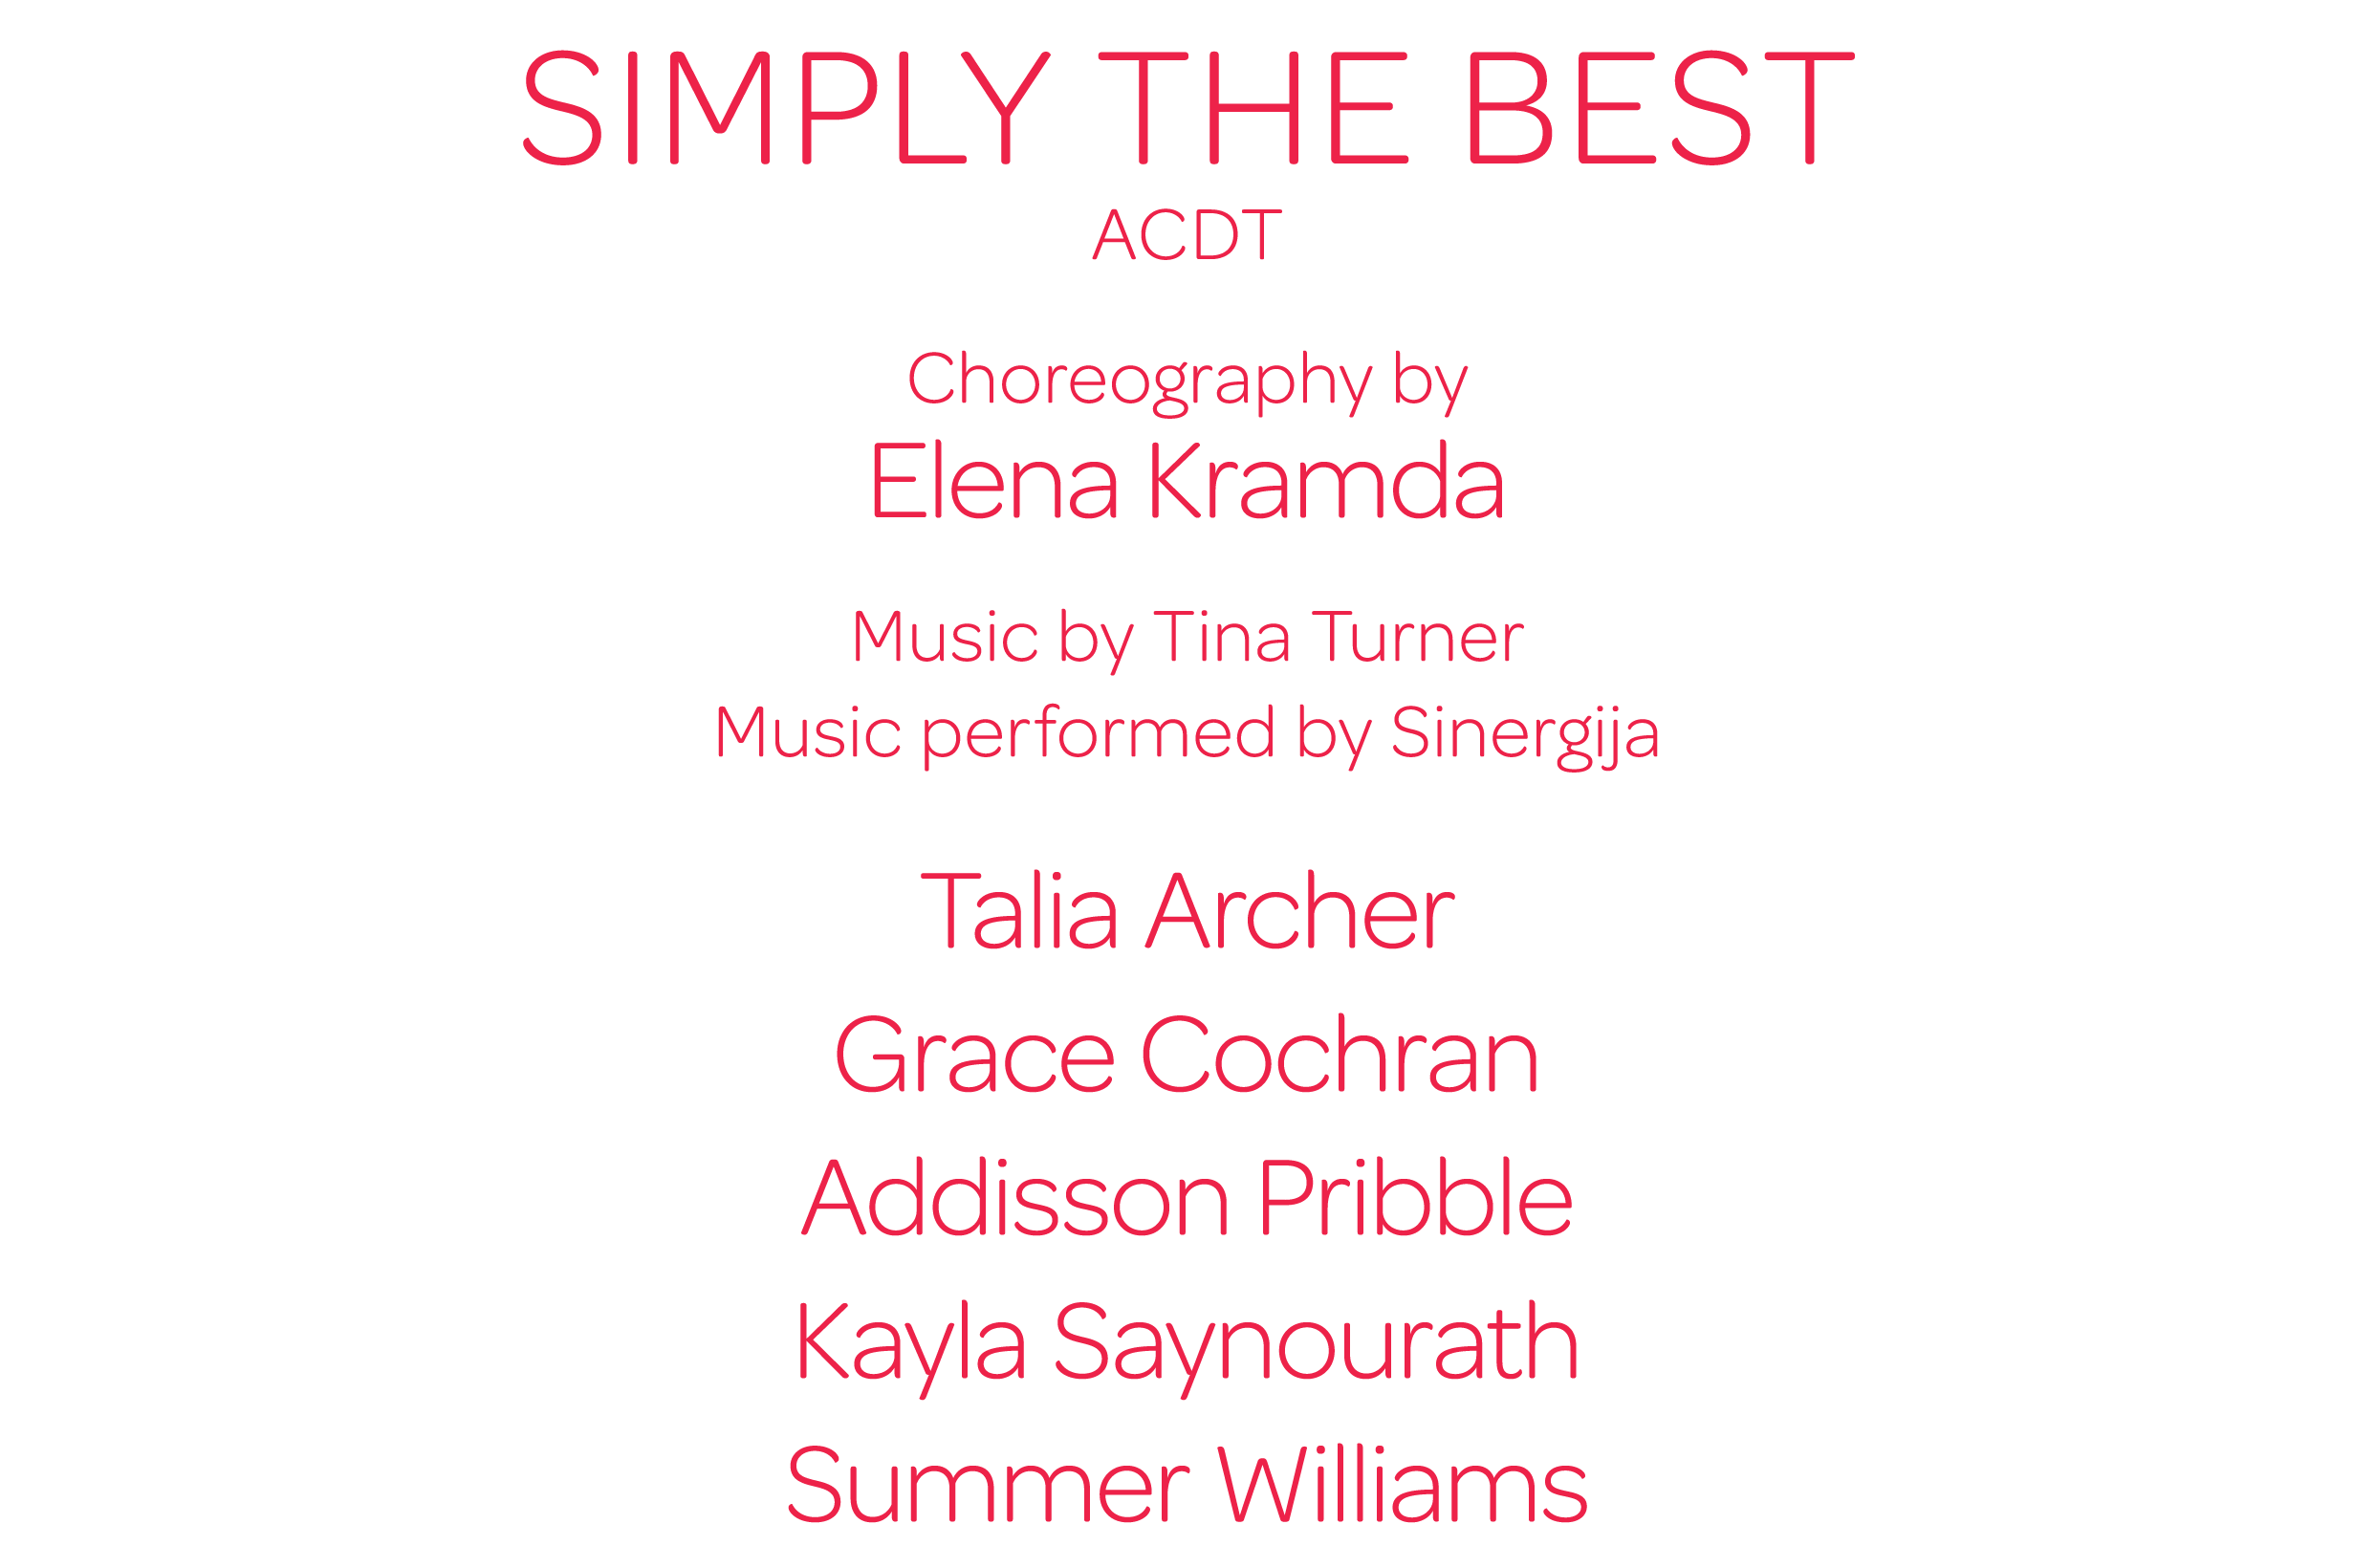 SIMPLY THE BEST
ACDT
Choreography by
Elena Kramda
Music by Tina Turner
Music performed by Sinergija
Talia Archer
Grace Cochran
Addisson Pribble
Kayla Saynourath
Summer Williams